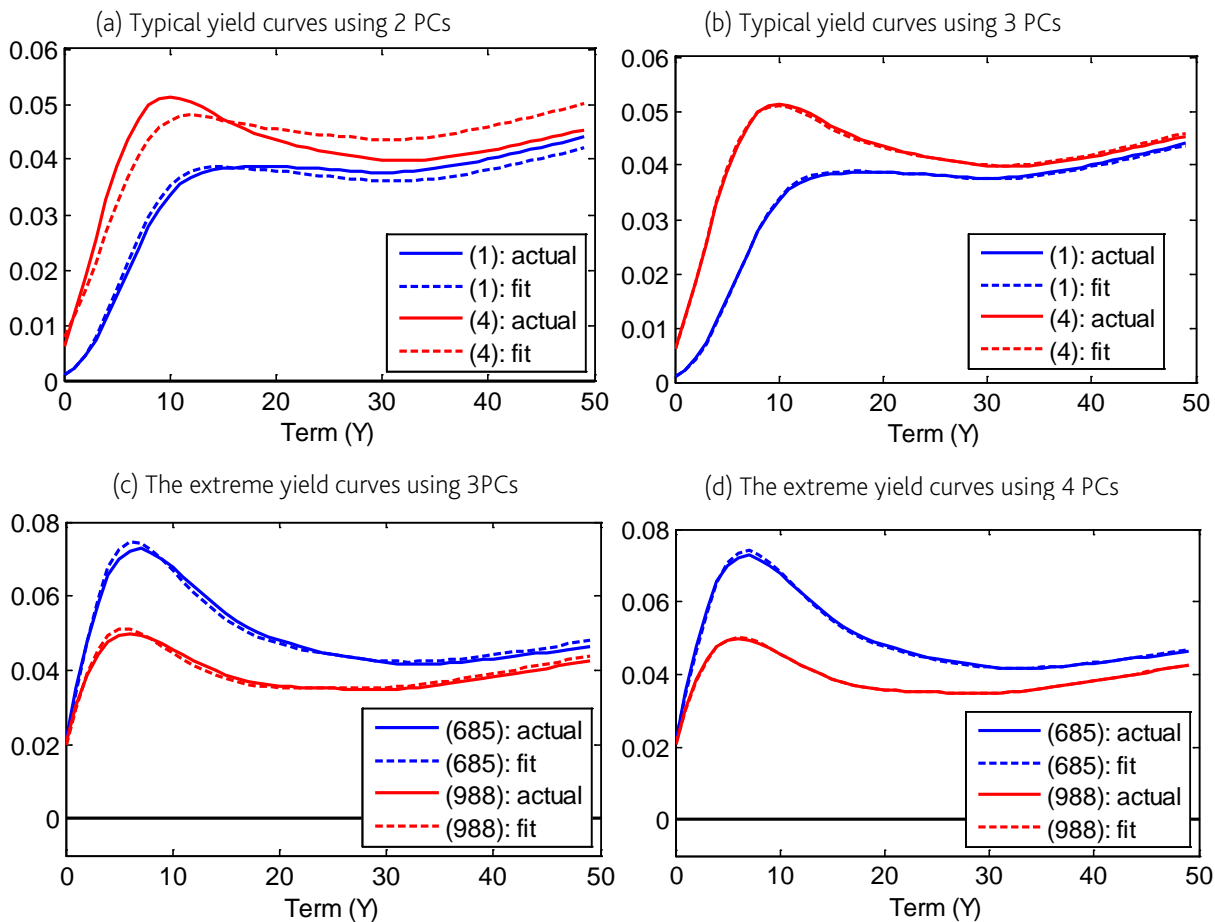 (a) Typical yield curves using 2 PCs
0.06
0.05
0.04
0.03
0.02
0.01
0
(1): actual
(1): fit
(4): actual
(4): fit
0 10 20 30 40 50
Term (Y)
(b) Typical yield curves using 3 PCs
0.06
0.05
0.04
0.03
0.02
0.01
0
(1): actual
(1): fit
(4): actual
(4): fit
0 10 20 30 40 50
Term (Y)
(c) The extreme yield curves using 3PCs
0.08
0.06
0.04
0.02
0
(685): actual
(685): fit
(988): actual
(988): fit
0 10 20 30 40 50
Term (Y)
(d) The extreme yield curves using 4 PCs
0.08
0.06
0.04
0.02
0
(685): actual
(685): fit
(988): actual
(988): fit
0 10 20 30 40 50
Term (Y)